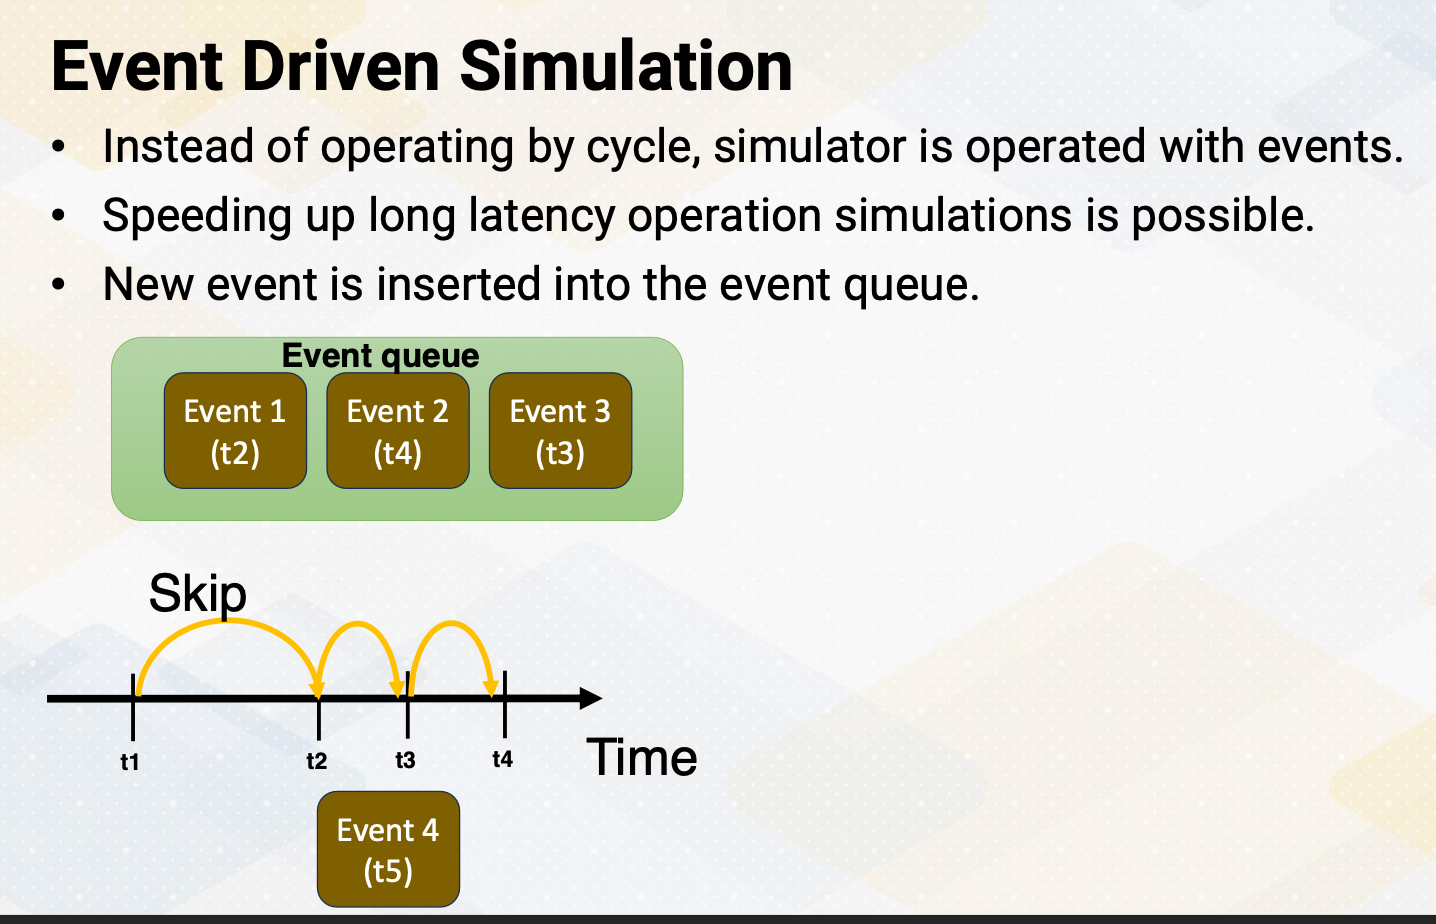 Event Driven Simulation
• Instead of operating by cycle, simulator is operated with events.
• Speeding up long latency operation simulations is possible.
• New event is inserted into the event queue.
Event queue
Event 1
(t2)
Event 2
(t4)
Event 3
(t3)
Skip
t1
t2
t3
t4
Time
Event 4
(t5)